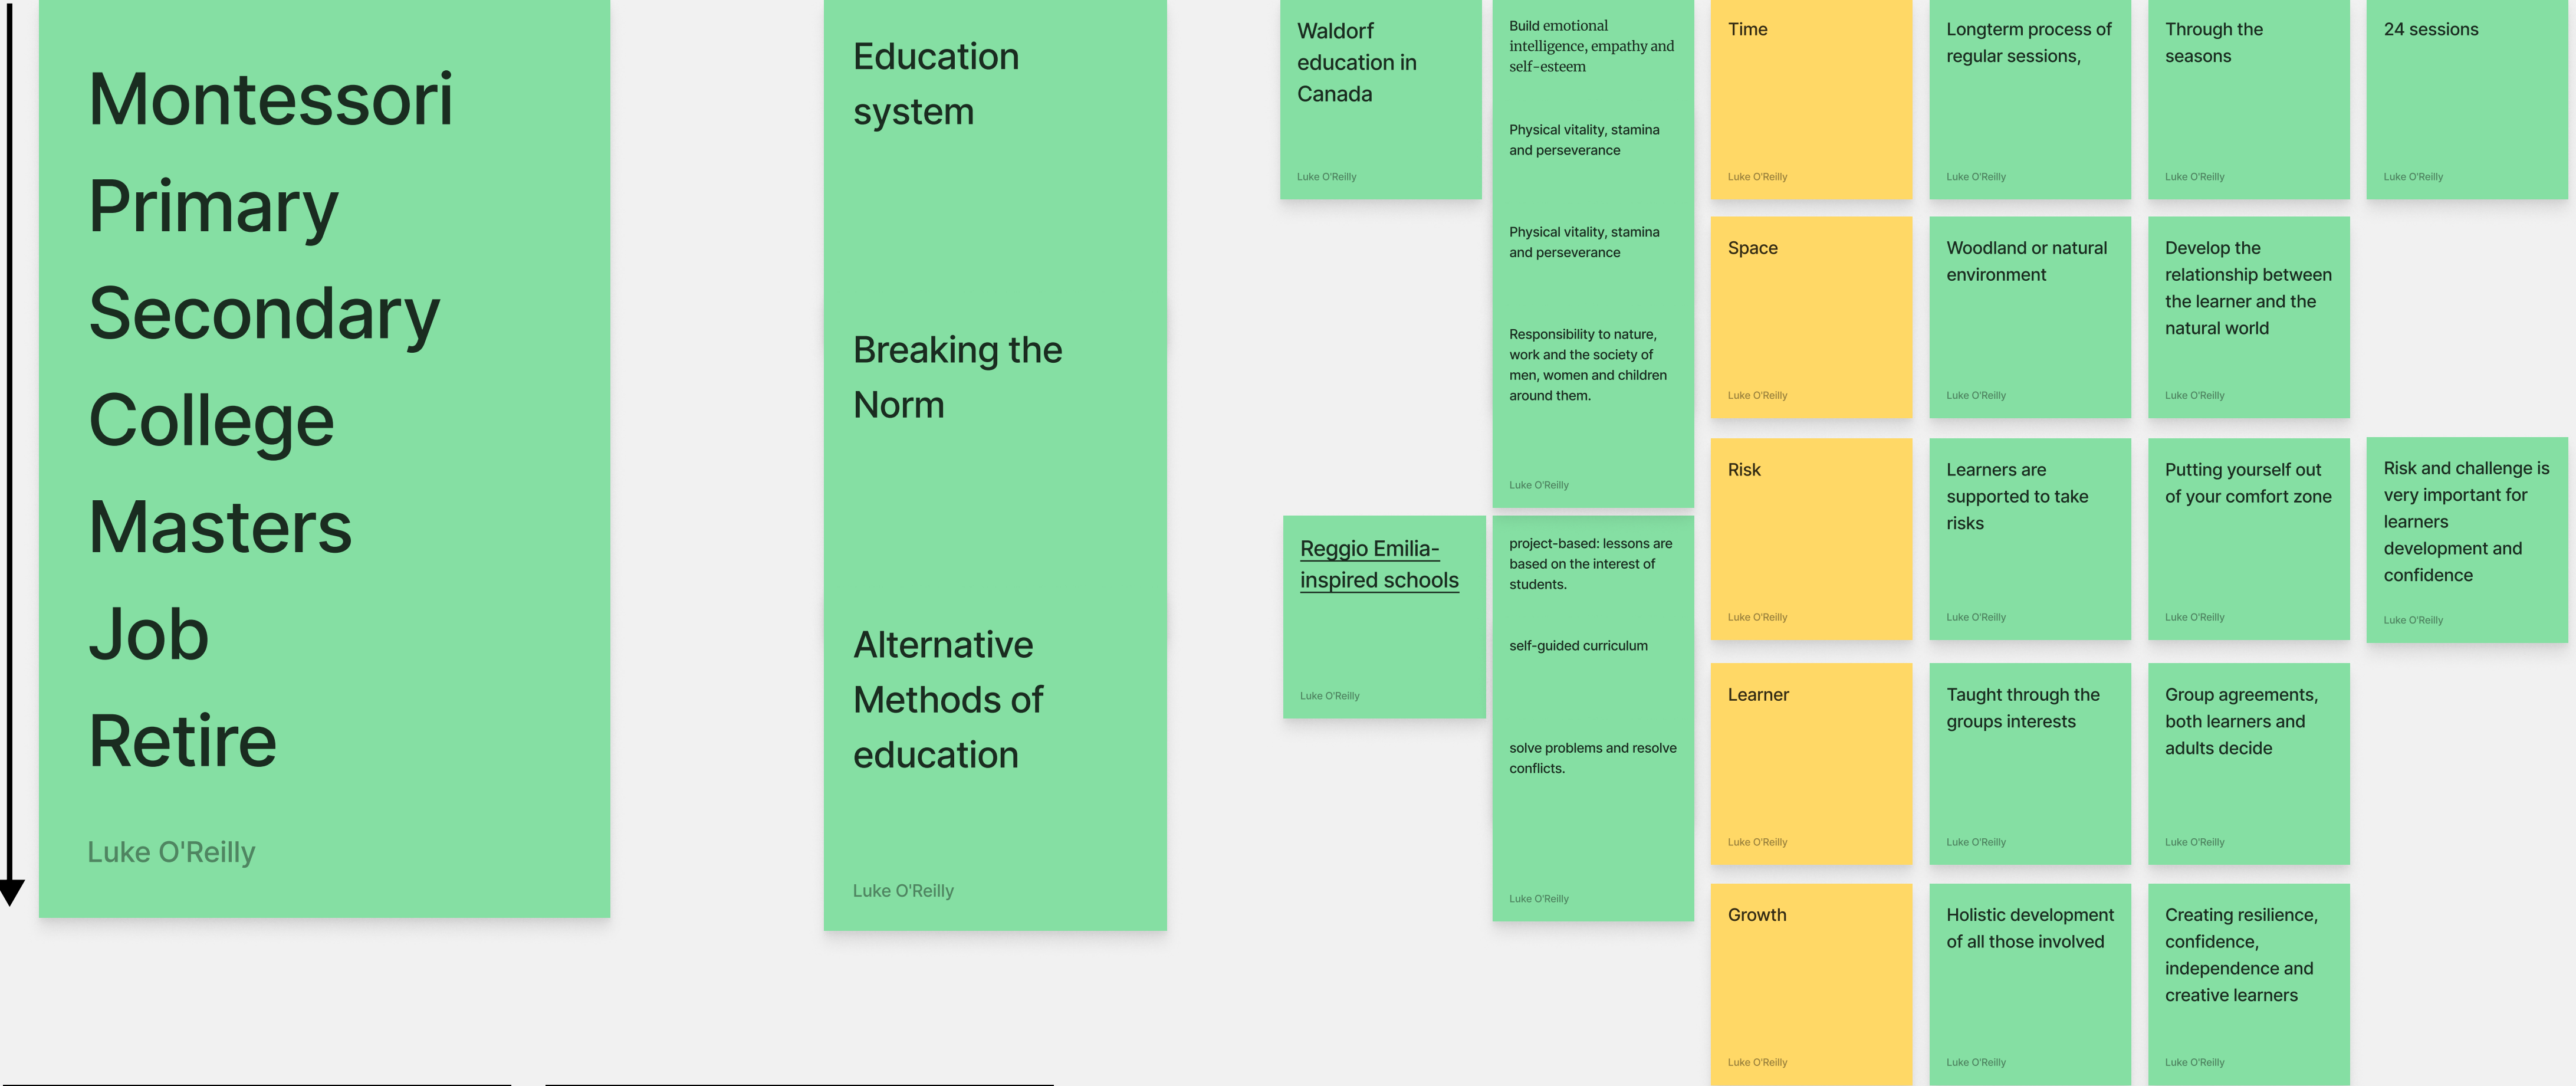 Montessori
Primary
Secondary
College
Masters
Job
Retire
Luke O'Reilly
Education
system
Breaking the
Norm
Alternative
Methods of
education
Luke O'Reilly
Waldorf
education in
Canada
Luke O'Reilly
Build emotional
intelligence, empathy and
self-esteem
Physical vitality, stamina
and perseverance
Physical vitality, stamina
and perseverance
Responsibility to nature,
work and the society of
men, women and children
around them.
Luke O'Reilly
Reggio Emilia-
inspired schools
Luke O'Reilly
project-based: lessons are
based on the interest of
students.
self-guided curriculum
solve problems and resolve
conflicts.
Luke O'Reilly
Time
Luke O'Reilly
Longterm process of
regular sessions,
Luke O'Reilly
Through the
seasons
Luke O'Reilly
24 sessions
Luke O'Reilly
Space
Luke O'Reilly
Woodland or natural
environment
Luke O'Reilly
Develop the
relationship between
the learner and the
natural world
Luke O'Reilly
Risk
Luke O'Reilly
Learners are
supported to take
risks
Luke O'Reilly
Putting yourself out
of your comfort zone
Luke O'Reilly
Risk and challenge is
very important for
learners
development and
confidence
Luke O'Reilly
Learner
Luke O'Reilly
Taught through the
groups interests
Luke O'Reilly
Group agreements,
both learners and
adults decide
Luke O'Reilly
Growth
Luke O'Reilly
Holistic development
of all those involved
Luke O'Reilly
Creating resilience,
confidence,
independence and
creative learners
Luke O'Reilly